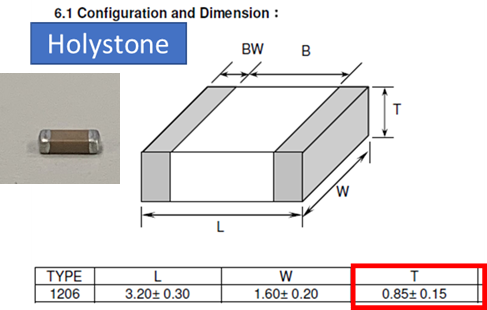 6.1 Configuration and Dimension :
Holystone
BW
B
T
W
L
TYPE L W T
1206 3.20± 0.30 1.60± 0.20 0.85± 0.15